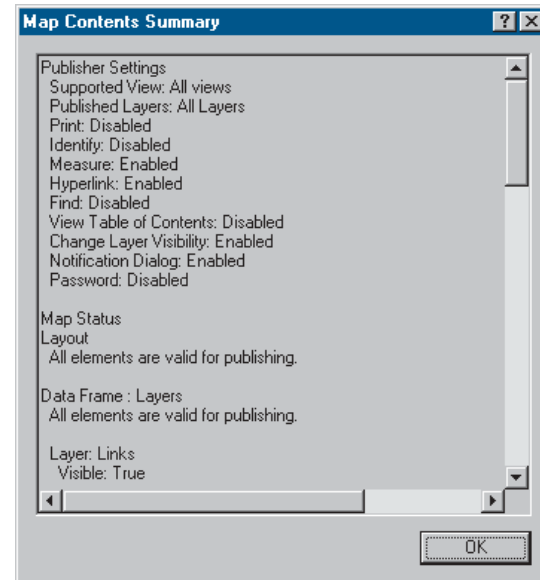 Map Contents Summary
Publisher Settings
Supported View: All views
Published Layers: All Layers
Print: Disabled
Identify: Disabled
Measure: Enabled
Hyperlink: Enabled
Find: Disabled
View Table of Contents: Disabled
Change Layer Visibility: Enabled
Notification Dialog: Enabled
Password: Disabled
Map Status
Layout
All elements are valid for publishing.
Data Frame : Layers
All elements are valid for publishing.
Layer: Links
Visible: True
OK